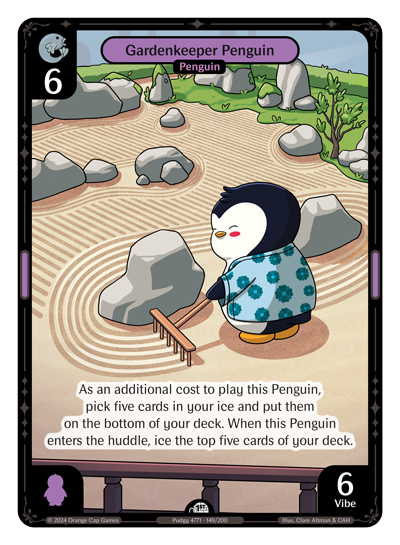 6
Gardenkeeper Penguin
Penguin
As an additional cost to play this Penguin,
pick five cards in your ice and put them
on the bottom of your deck. When this Penguin
enters the huddle, ice the top five cards of your deck.
6
Vibe
© 2024 Orange Cap Games
Pudgy 4771 · 149/200
Illus. Clare Altman & CAH